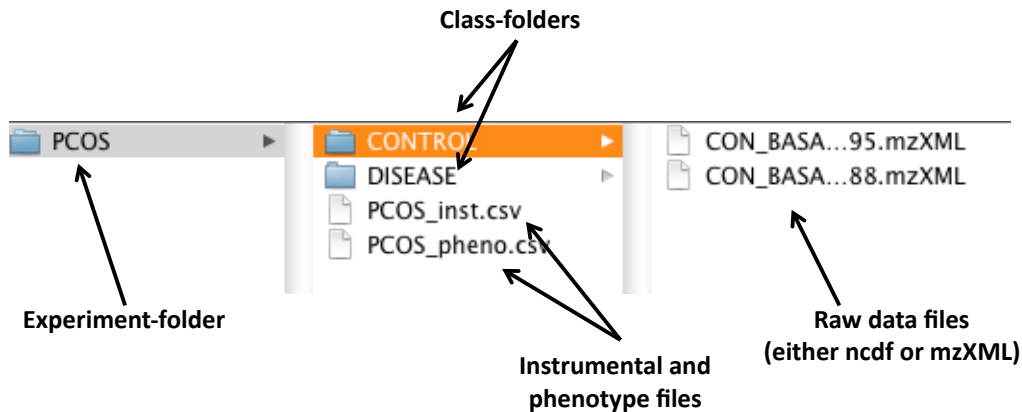 Class-folders
PCOS
CONTROL
DISEASE
PCOS_inst.csv
PCOS_pheno.csv
CON_BASA...95.mzXML
CON_BASA...88.mzXML
Experiment-folder
Instrumental and
phenotype files
Raw data files
(either ncdf or mzXML)